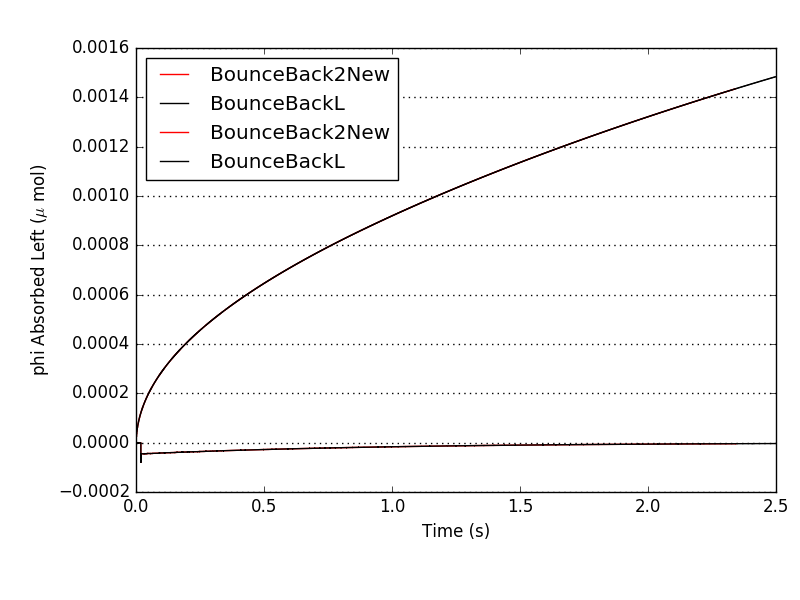 0.0016
0.0014
0.0012
0.0010
0.0008
0.0006
0.0004
0.0002
0.0000
−0.0002
phi Absorbed Left (μ mol)
BounceBack2New
BounceBackL
BounceBack2New
BounceBackL
0.0 0.5 1.0 1.5 2.0 2.5
Time (s)